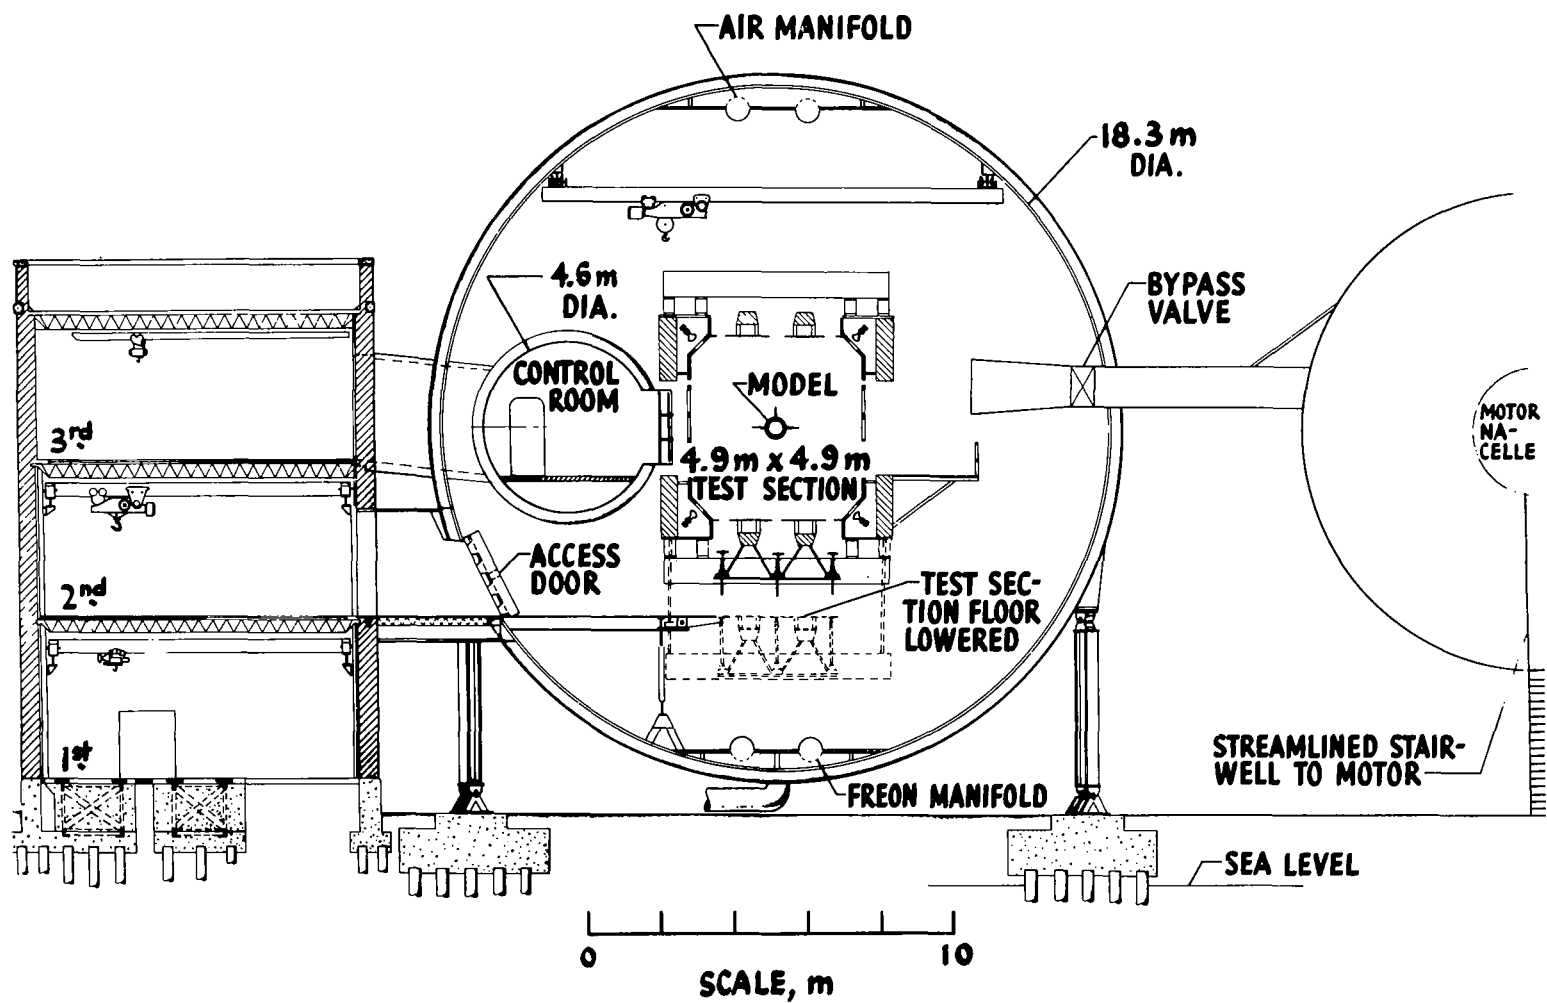 AIR MANIFOLD
18.3 m
DIA.
4.6 m
DIA.
BYPASS
VALVE
CONTROL
ROOM
MODEL
MOTOR
NA-
CELLE
3rd
4.9 m x 4.9 m
TEST SECTION
ACCESS
DOOR
2nd
TEST SEC-
TION FLOOR
LOWERED
1st
STREAMLINED STAIR-
WELL TO MOTOR
FREON MANIFOLD
SEA LEVEL
0
10
SCALE, m